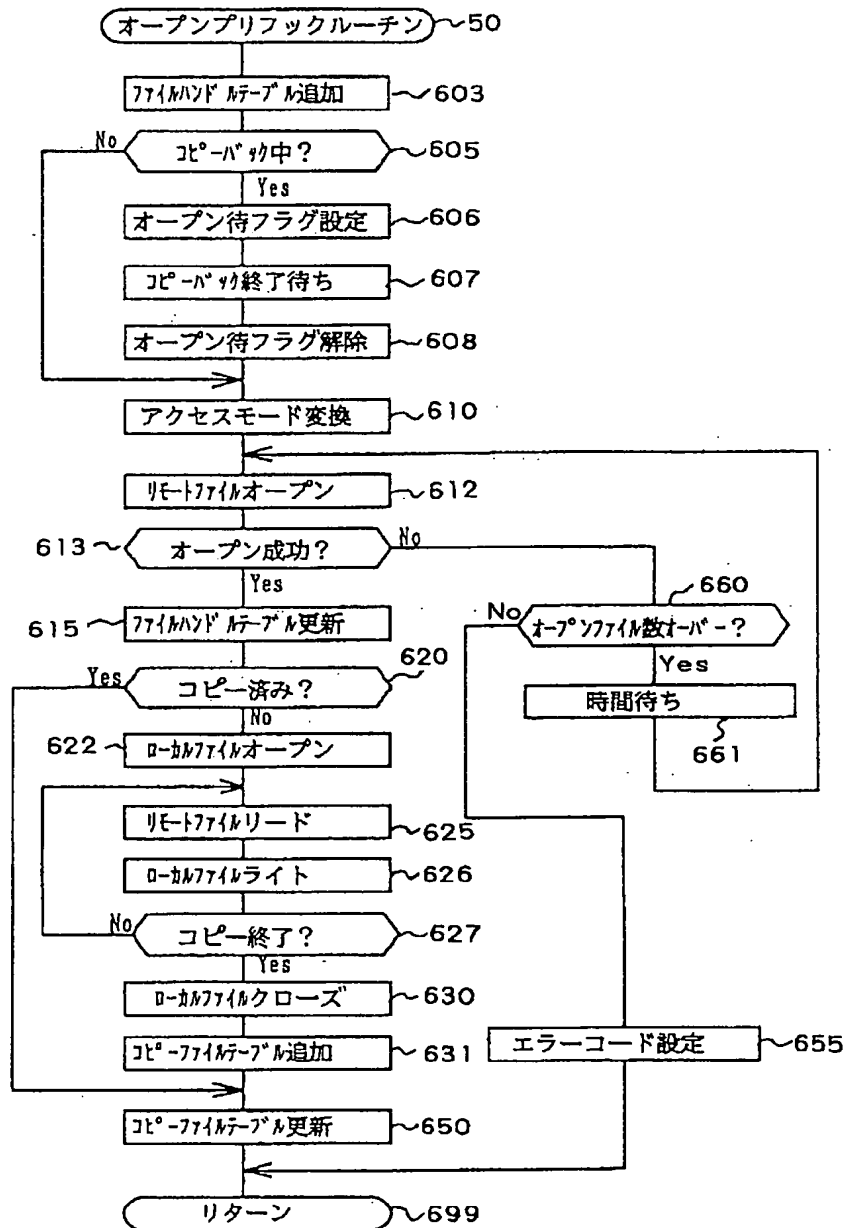 オープンプリフックルーチン 50
ファイルハンドルテーブル追加 603
コピーバック中? 605
No
Yes
オープン待フラグ設定 606
コピーバック終了待ち 607
オープン待フラグ解除 608
アクセスモード変換 610
リモートファイルオープン 612
613 オープン成功? No
Yes
660
No オープンファイル数オーバー?
Yes
時間待ち
661
615 ファイルハンドルテーブル更新
620
Yes コピー済み?
No
622 ローカルファイルオープン
リモートファイルリード 625
ローカルファイルライト 626
No コピー終了? 627
Yes
ローカルファイルクローズ 630
コピーファイルテーブル追加 631
エラーコード設定 655
コピーファイルテーブル更新 650
リターン 699